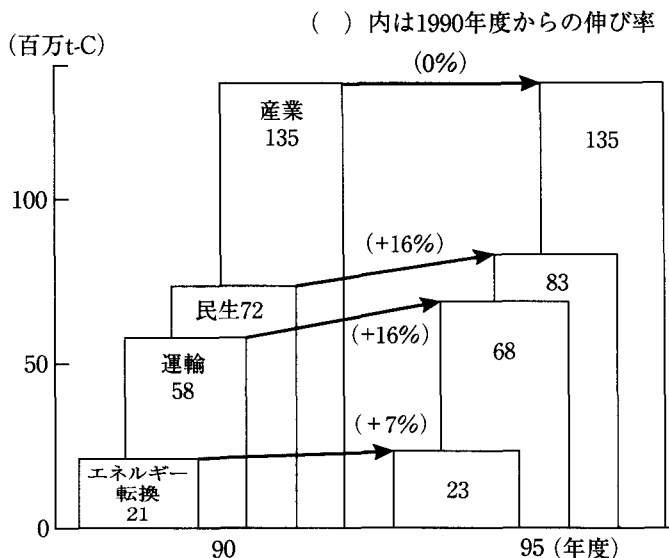 ( ) 内は1990年度からの伸び率
(百万t-C)
(0%)
産業
135
135
100
(+16%)
民生72
83
(+16%)
運輸
58
68
50
(+7%)
エネルギー
転換
21
23
0
90
95 (年度)